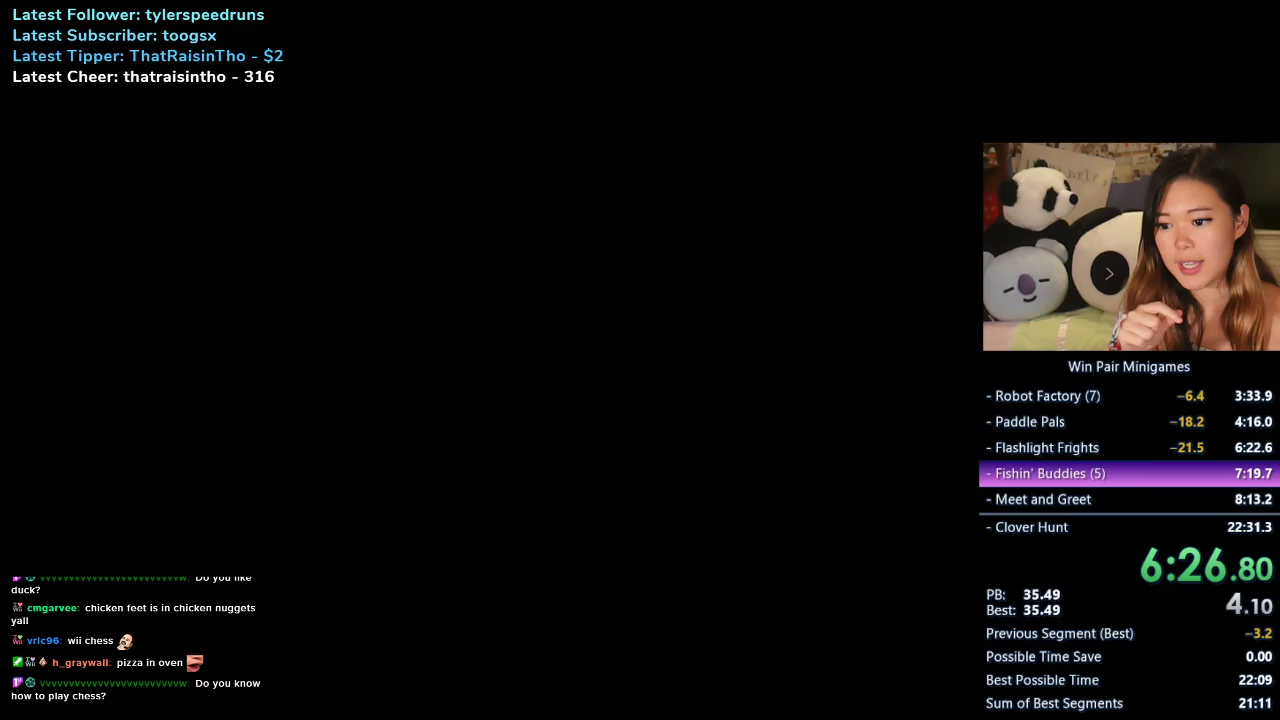 Latest Follower: tylerspeedruns
Latest Subscriber: toogsx
Latest Tipper: ThatRaisinTho - $2
Latest Cheer: thatraisintho - 316
Win Pair Minigames
- Robot Factory (7) −6.4 3:33.9
- Paddle Pals −18.2 4:16.0
- Flashlight Frights −21.5 6:22.6
- Fishin' Buddies (5) 7:19.7
- Meet and Greet 8:13.2
- Clover Hunt 22:31.3
6:26.80
PB: 35.49
Best: 35.49
4.10
Previous Segment (Best) −3.2
Possible Time Save 0.00
Best Possible Time 22:09
Sum of Best Segments 21:11
Do you like
duck?
cmgarvee: chicken feet is in chicken nuggets
yall
vric96: wii chess
h_graywall: pizza in oven
Do you know
how to play chess?